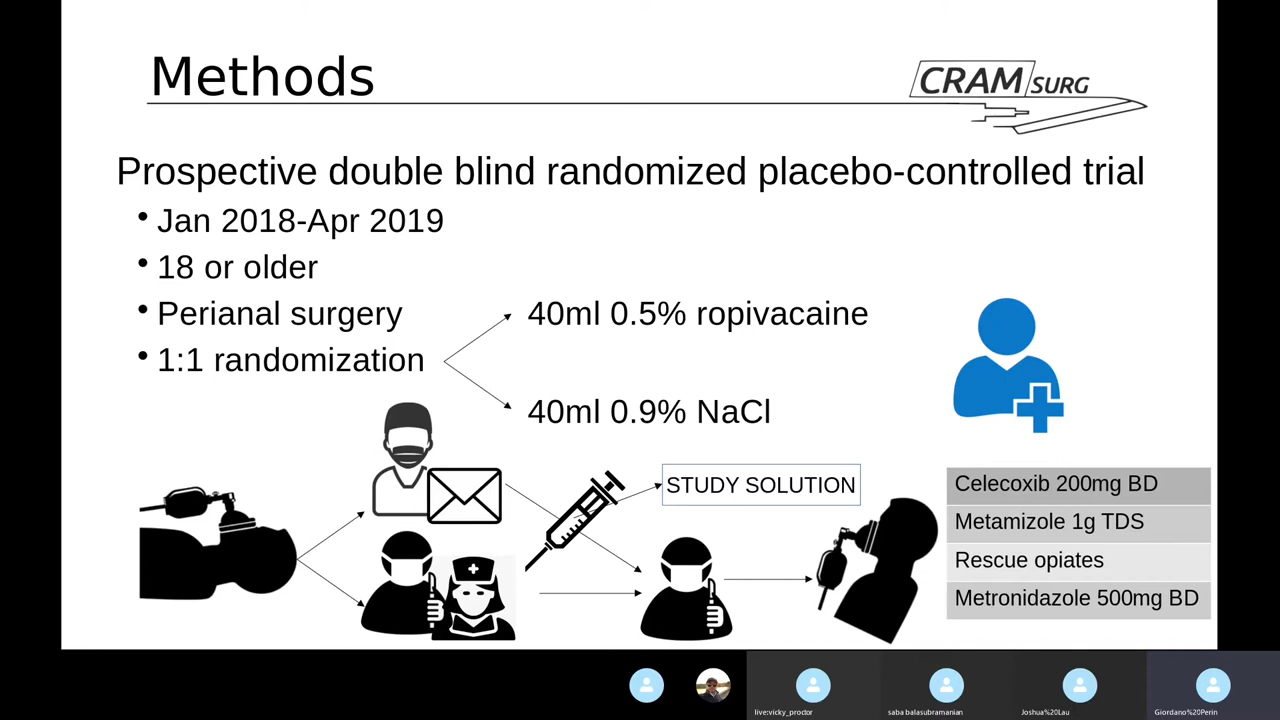 Methods
CRAM SURG
Prospective double blind randomized placebo-controlled trial
• Jan 2018-Apr 2019
• 18 or older
• Perianal surgery
• 1:1 randomization
40ml 0.5% ropivacaine
40ml 0.9% NaCl
STUDY SOLUTION
Celecoxib 200mg BD
Metamizole 1g TDS
Rescue opiates
Metronidazole 500mg BD
live:vicky_proctor
saba balasubramanian
Joshua%20Lau
Giordano%20Perin